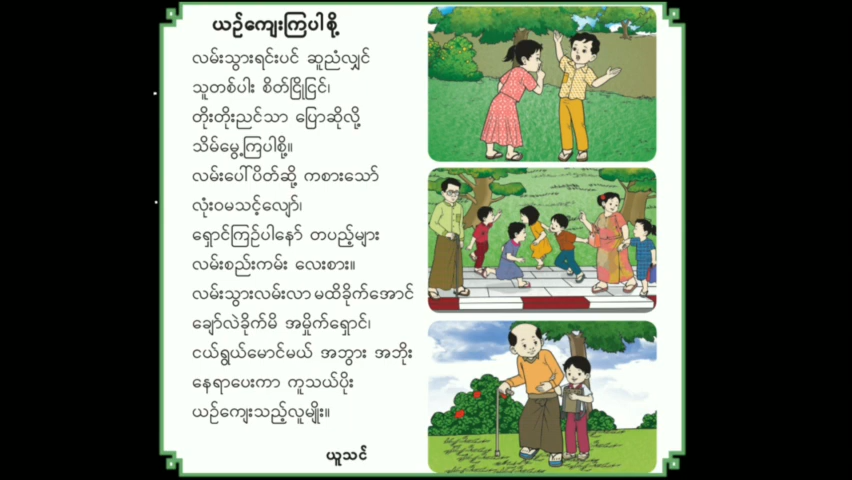 ယဉ်ကျေးကြပါစို့
လမ်းသွားရင်းပင် ဆူညံလျှင်
သူတစ်ပါး စိတ်ငြိုငြင်၊
တိုးတိုးညင်သာ ပြောဆိုလို့
သိမ်မွေ့ကြပါစို့။
လမ်းပေါ်ပိတ်ဆို့ ကစားသော်
လုံးဝမသင့်လျော်၊
ရှောင်ကြဉ်ပါနော် တပည့်များ
လမ်းစည်းကမ်း လေးစား။
လမ်းသွားလမ်းလာ မထိခိုက်အောင်
ချော်လဲခိုက်မိ အမှိုက်ရှောင်၊
ငယ်ရွယ်မောင်မယ် အဘွား အဘိုး
နေရာပေးကာ ကူသယ်ပိုး
ယဉ်ကျေးသည့်လူမျိုး။
ယူသင်